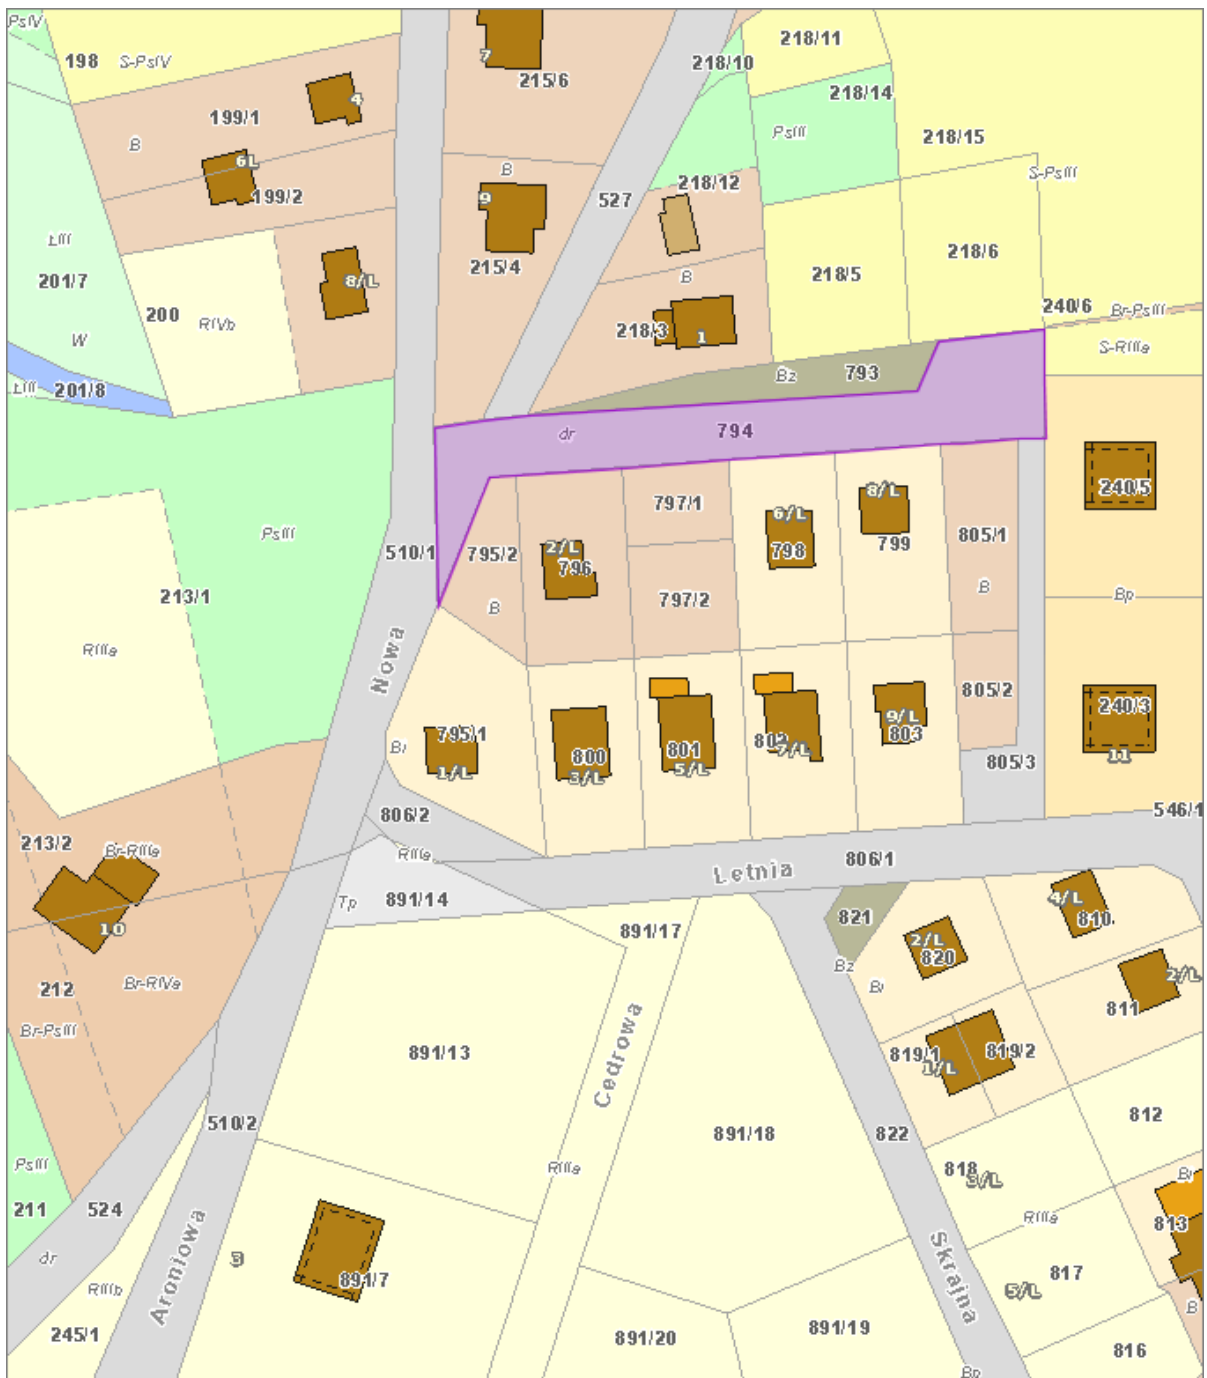 PsIV
198
S-PsIV
7
215/6
218/11
218/10
218/14
4
199/1
B
PsIII
218/15
6L
B
S-PsIII
199/2
9
527
218/12
ŁIII
201/7
215/4
218/6
8/L
B
218/5
200
RIVb
240/6
Br-PsIII
W
218/3
1
S-RIIIa
ŁIII
201/8
Bz
793
dr
794
240/5
8/L
797/1
6/L
PsIII
510/1
795/2
2/L
798
799
805/1
796
213/1
797/2
B
B
Bp
RIIIa
Nowa
805/2
240/3
795/1
9/L
803
Bi
800
801
802
7/L
11
1/L
3/L
5/L
805/3
806/2
546/1
213/2
Br-RIIIa
RIIIa
806/1
Letnia
Tp
891/14
4/L
821
810
10
891/17
2/L
820
Bz
2/L
212
Br-RIVa
Bi
811
Br-PsIII
891/13
Cedrowa
819/1
819/2
1/L
510/2
891/18
822
812
PsIII
RIIIa
818
3/L
Bi
211
524
RIIIa
813
dr
3
Aroniowa
891/7
Skrajna
817
RIIIb
5/L
B
245/1
891/20
891/19
816
Bp